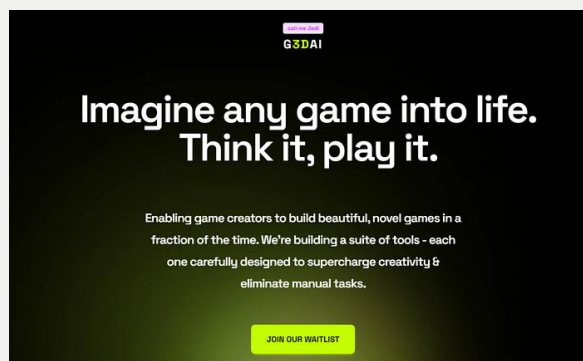 call me Jedi
G3DAI
Imagine any game into life.
Think it, play it.
Enabling game creators to build beautiful, novel games in a
fraction of the time. We're building a suite of tools - each
one carefully designed to supercharge creativity &
eliminate manual tasks.
JOIN OUR WAITLIST